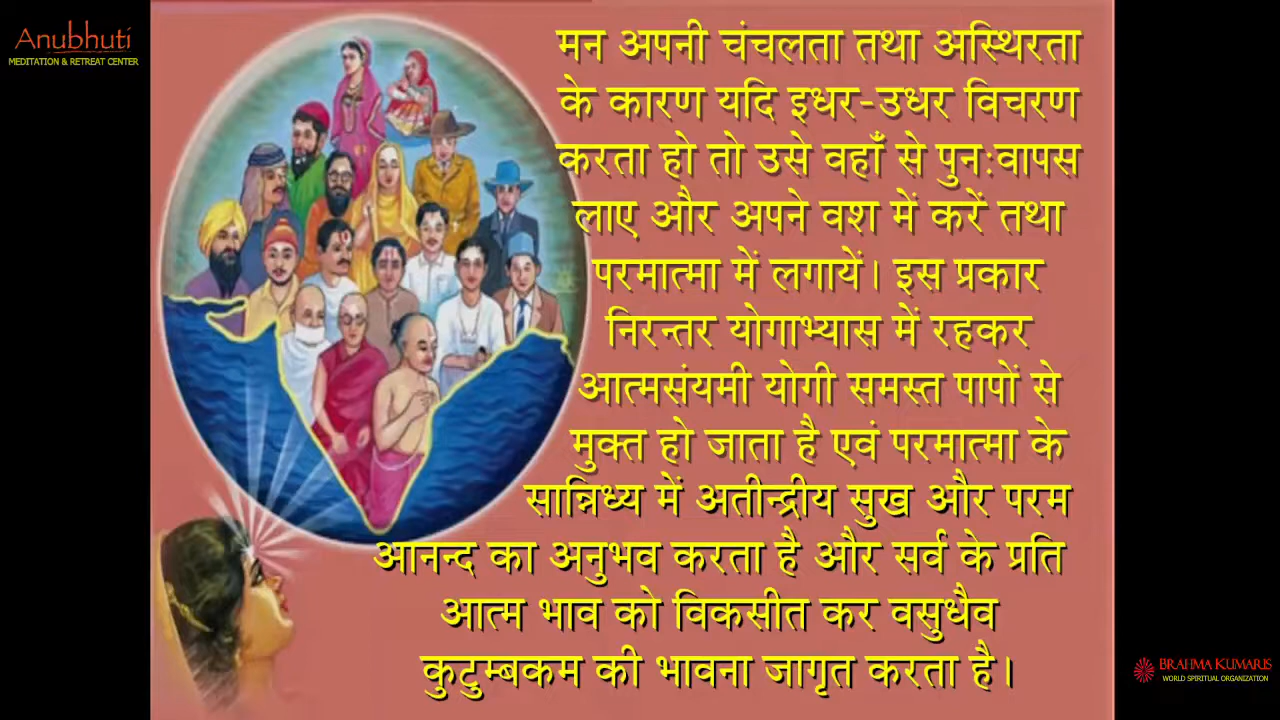 Anubhuti
MEDITATION & RETREAT CENTER
मन अपनी चंचलता तथा अस्थिरता
के कारण यदि इधर-उधर विचरण
करता हो तो उसे वहाँ से पुनःवापस
लाए और अपने वश में करें तथा
परमात्मा में लगायें। इस प्रकार
निरन्तर योगाभ्यास में रहकर
आत्मसंयमी योगी समस्त पापों से
मुक्त हो जाता है एवं परमात्मा के
सान्निध्य में अतीन्द्रीय सुख और परम
आनन्द का अनुभव करता है और सर्व के प्रति
आत्म भाव को विकसीत कर वसुधैव
कुटुम्बकम की भावना जागृत करता है।
BRAHMA KUMARIS
WORLD SPIRITUAL ORGANIZATION